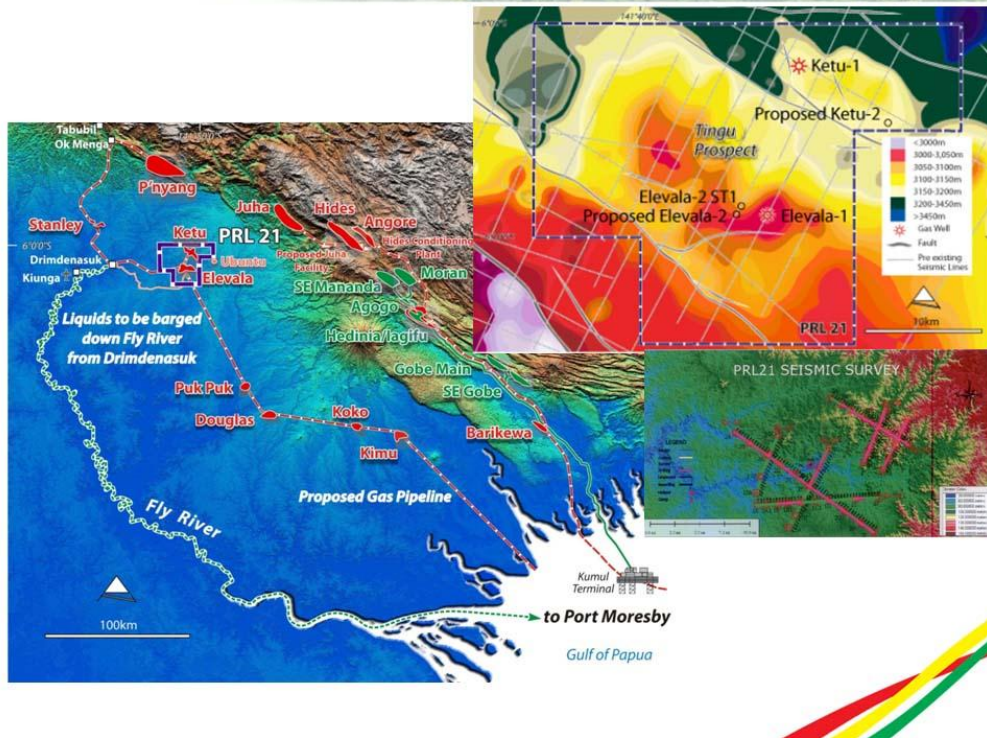 Tabubil
Ok Menga
P'nyang
Stanley
6°0'0"S
Drimdenasuk
Kiunga
Ketu
PRL 21
Ubuntu
Elevala
Juha
Hides
Angore
Hides Conditioning
Plant
Proposed Juha
Facility
SE Mananda
Moran
Agogo
Hedinia/Iagifu
Gobe Main
SE Gobe
Barikewa
Liquids to be barged
down Fly River
from Drimdenasuk
Puk Puk
Douglas
Koko
Kimu
Proposed Gas Pipeline
Fly River
100km
Kumul
Terminal
to Port Moresby
Gulf of Papua
141°40'0"E
Ketu-1
Proposed Ketu-2
Tingu
Prospect
Elevala-2 ST1
Proposed Elevala-2
Elevala-1
<3000m
3000-3,050m
3050-3100m
3100-3150m
3150-3200m
3200-3450m
>3450m
Gas Well
Fault
Pre existing
Seismic Lines
10km
PRL 21
PRL21 SEISMIC SURVEY
LEGEND